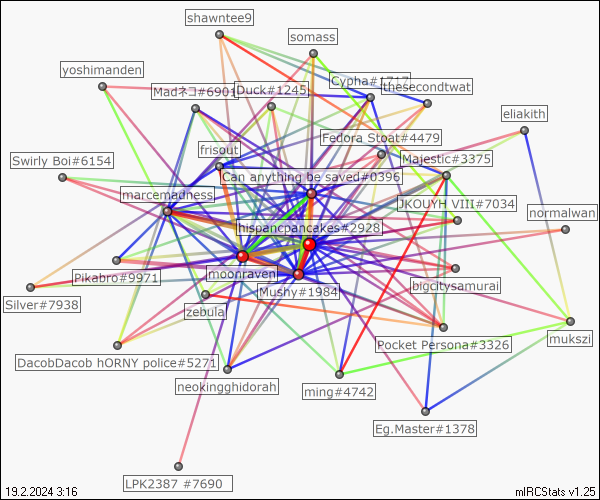 shawntee9
somass
yoshimanden
Cypha#1717
thesecondtwat
Madネコ#6901
Duck#1245
eliakith
Fedora Stoat#4479
frisout
Majestic#3375
Swirly Boi#6154
Can anything be saved#0396
marcemadness
JKOUYH VIII#7034
normalwan
hispancpancakes#2928
moonraven
Pikabro#9971
bigcitysamurai
Mushy#1984
Silver#7938
zebula
mukszi
Pocket Persona#3326
DacobDacob hORNY police#5271
neokingghidorah
ming#4742
Eg.Master#1378
LPK2387 #7690
19.2.2024 3:16
mIRCStats v1.25